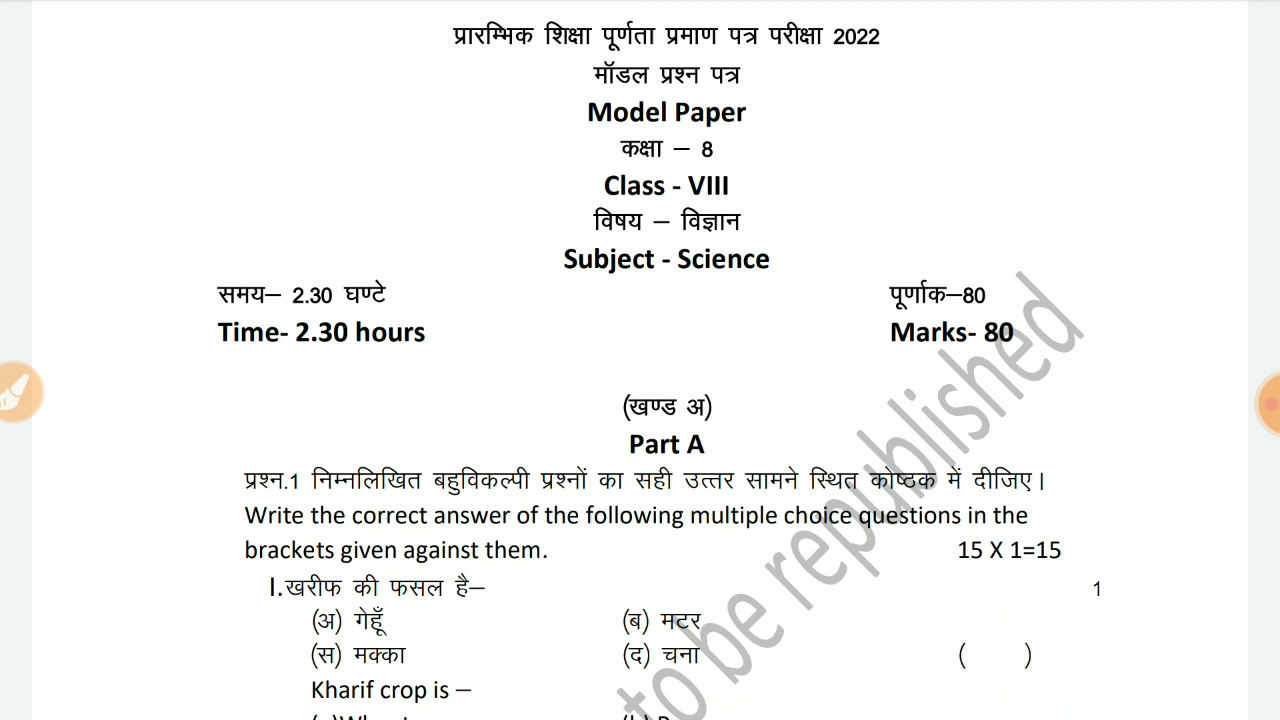 प्रारम्भिक शिक्षा पूर्णता प्रमाण पत्र परीक्षा 2022
मॉडल प्रश्न पत्र
Model Paper
कक्षा – 8
Class - VIII
विषय – विज्ञान
Subject - Science
समय– 2.30 घण्टे पूर्णाक–80
Time- 2.30 hours Marks- 80
(खण्ड अ)
Part A
प्रश्न.1 निम्नलिखित बहुविकल्पी प्रश्नों का सही उत्तर सामने स्थित कोष्ठक में दीजिए।
Write the correct answer of the following multiple choice questions in the
brackets given against them. 15 X 1=15
I.खरीफ की फसल है– 1
(अ) गेहूँ (ब) मटर
(स) मक्का (द) चना ( )
Kharif crop is –
to be republished